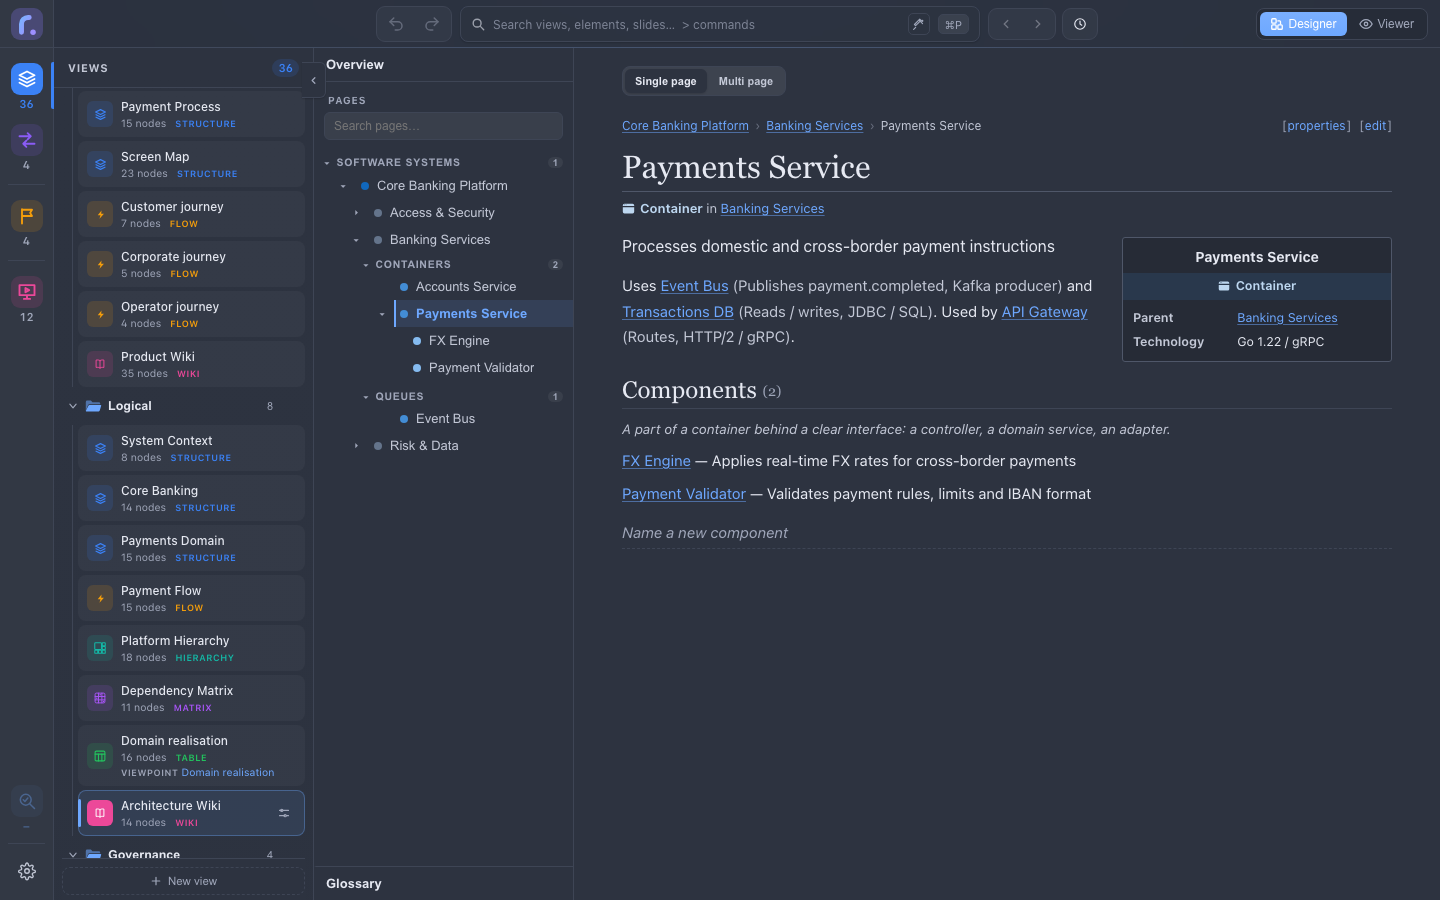 Search views, elements, slides... > commands
⌘P
Designer
Viewer
36
4
4
12
–
VIEWS
36
Payment Process
15 nodes STRUCTURE
Screen Map
23 nodes STRUCTURE
Customer journey
7 nodes FLOW
Corporate journey
5 nodes FLOW
Operator journey
4 nodes FLOW
Product Wiki
35 nodes WIKI
Logical 8
System Context
8 nodes STRUCTURE
Core Banking
14 nodes STRUCTURE
Payments Domain
15 nodes STRUCTURE
Payment Flow
15 nodes FLOW
Platform Hierarchy
18 nodes HIERARCHY
Dependency Matrix
11 nodes MATRIX
Domain realisation
16 nodes TABLE
VIEWPOINT Domain realisation
Architecture Wiki
14 nodes WIKI
Governance 4
+ New view
Overview
PAGES
Search pages...
SOFTWARE SYSTEMS 1
Core Banking Platform
Access & Security
Banking Services
CONTAINERS 2
Accounts Service
Payments Service
FX Engine
Payment Validator
QUEUES 1
Event Bus
Risk & Data
Glossary
Single page
Multi page
Core Banking Platform › Banking Services › Payments Service
[properties] [edit]
Payments Service
Container in Banking Services
Processes domestic and cross-border payment instructions
Uses Event Bus (Publishes payment.completed, Kafka producer) and
Transactions DB (Reads / writes, JDBC / SQL). Used by API Gateway
(Routes, HTTP/2 / gRPC).
Payments Service
Container
Parent Banking Services
Technology Go 1.22 / gRPC
Components (2)
A part of a container behind a clear interface: a controller, a domain service, an adapter.
FX Engine — Applies real-time FX rates for cross-border payments
Payment Validator — Validates payment rules, limits and IBAN format
Name a new component